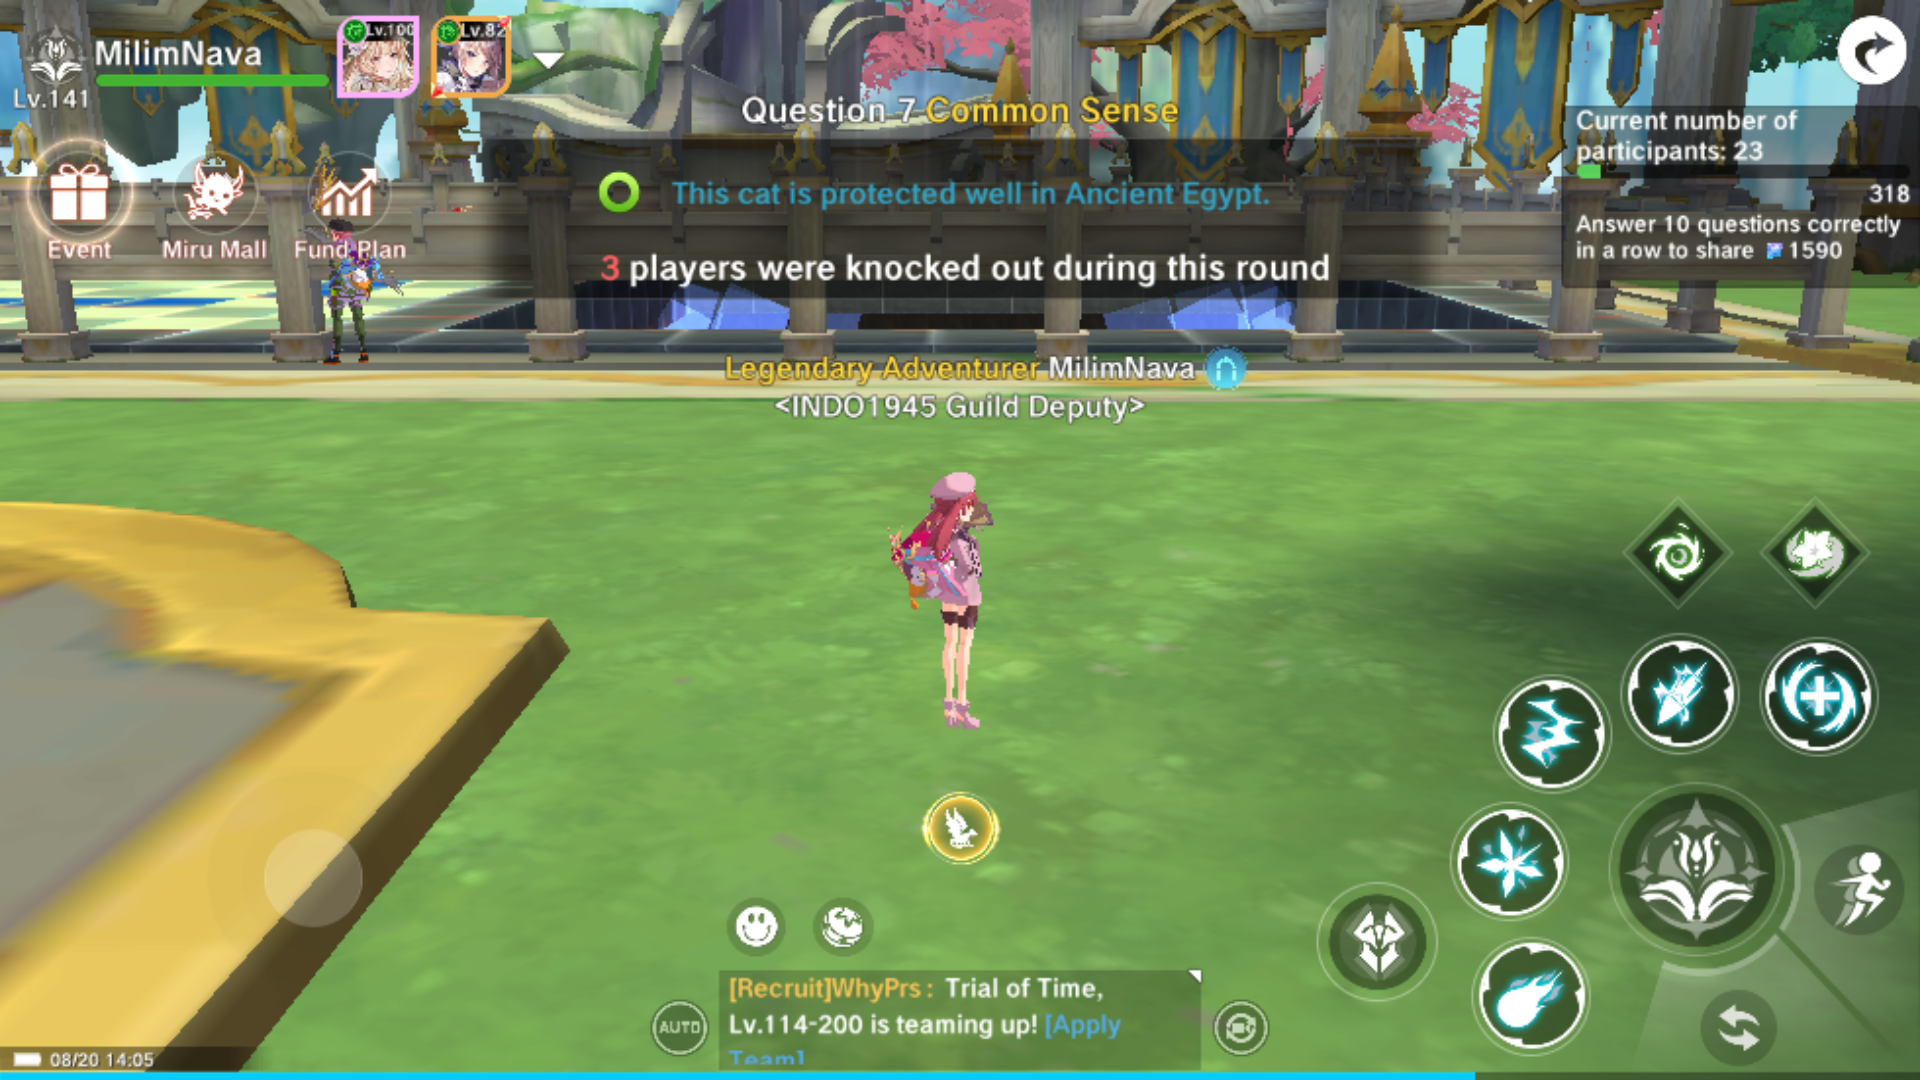 MilimNava
Lv.141
Lv.100
Lv.82
Question 7 Common Sense
This cat is protected well in Ancient Egypt.
3 players were knocked out during this round
Current number of
participants: 23
318
Answer 10 questions correctly
in a row to share 1590
Event
Miru Mall
Fund Plan
Legendary Adventurer MilimNava
<INDO1945 Guild Deputy>
[Recruit]WhyPrs: Trial of Time,
Lv.114-200 is teaming up! [Apply
Team]
AUTO
08/20 14:05